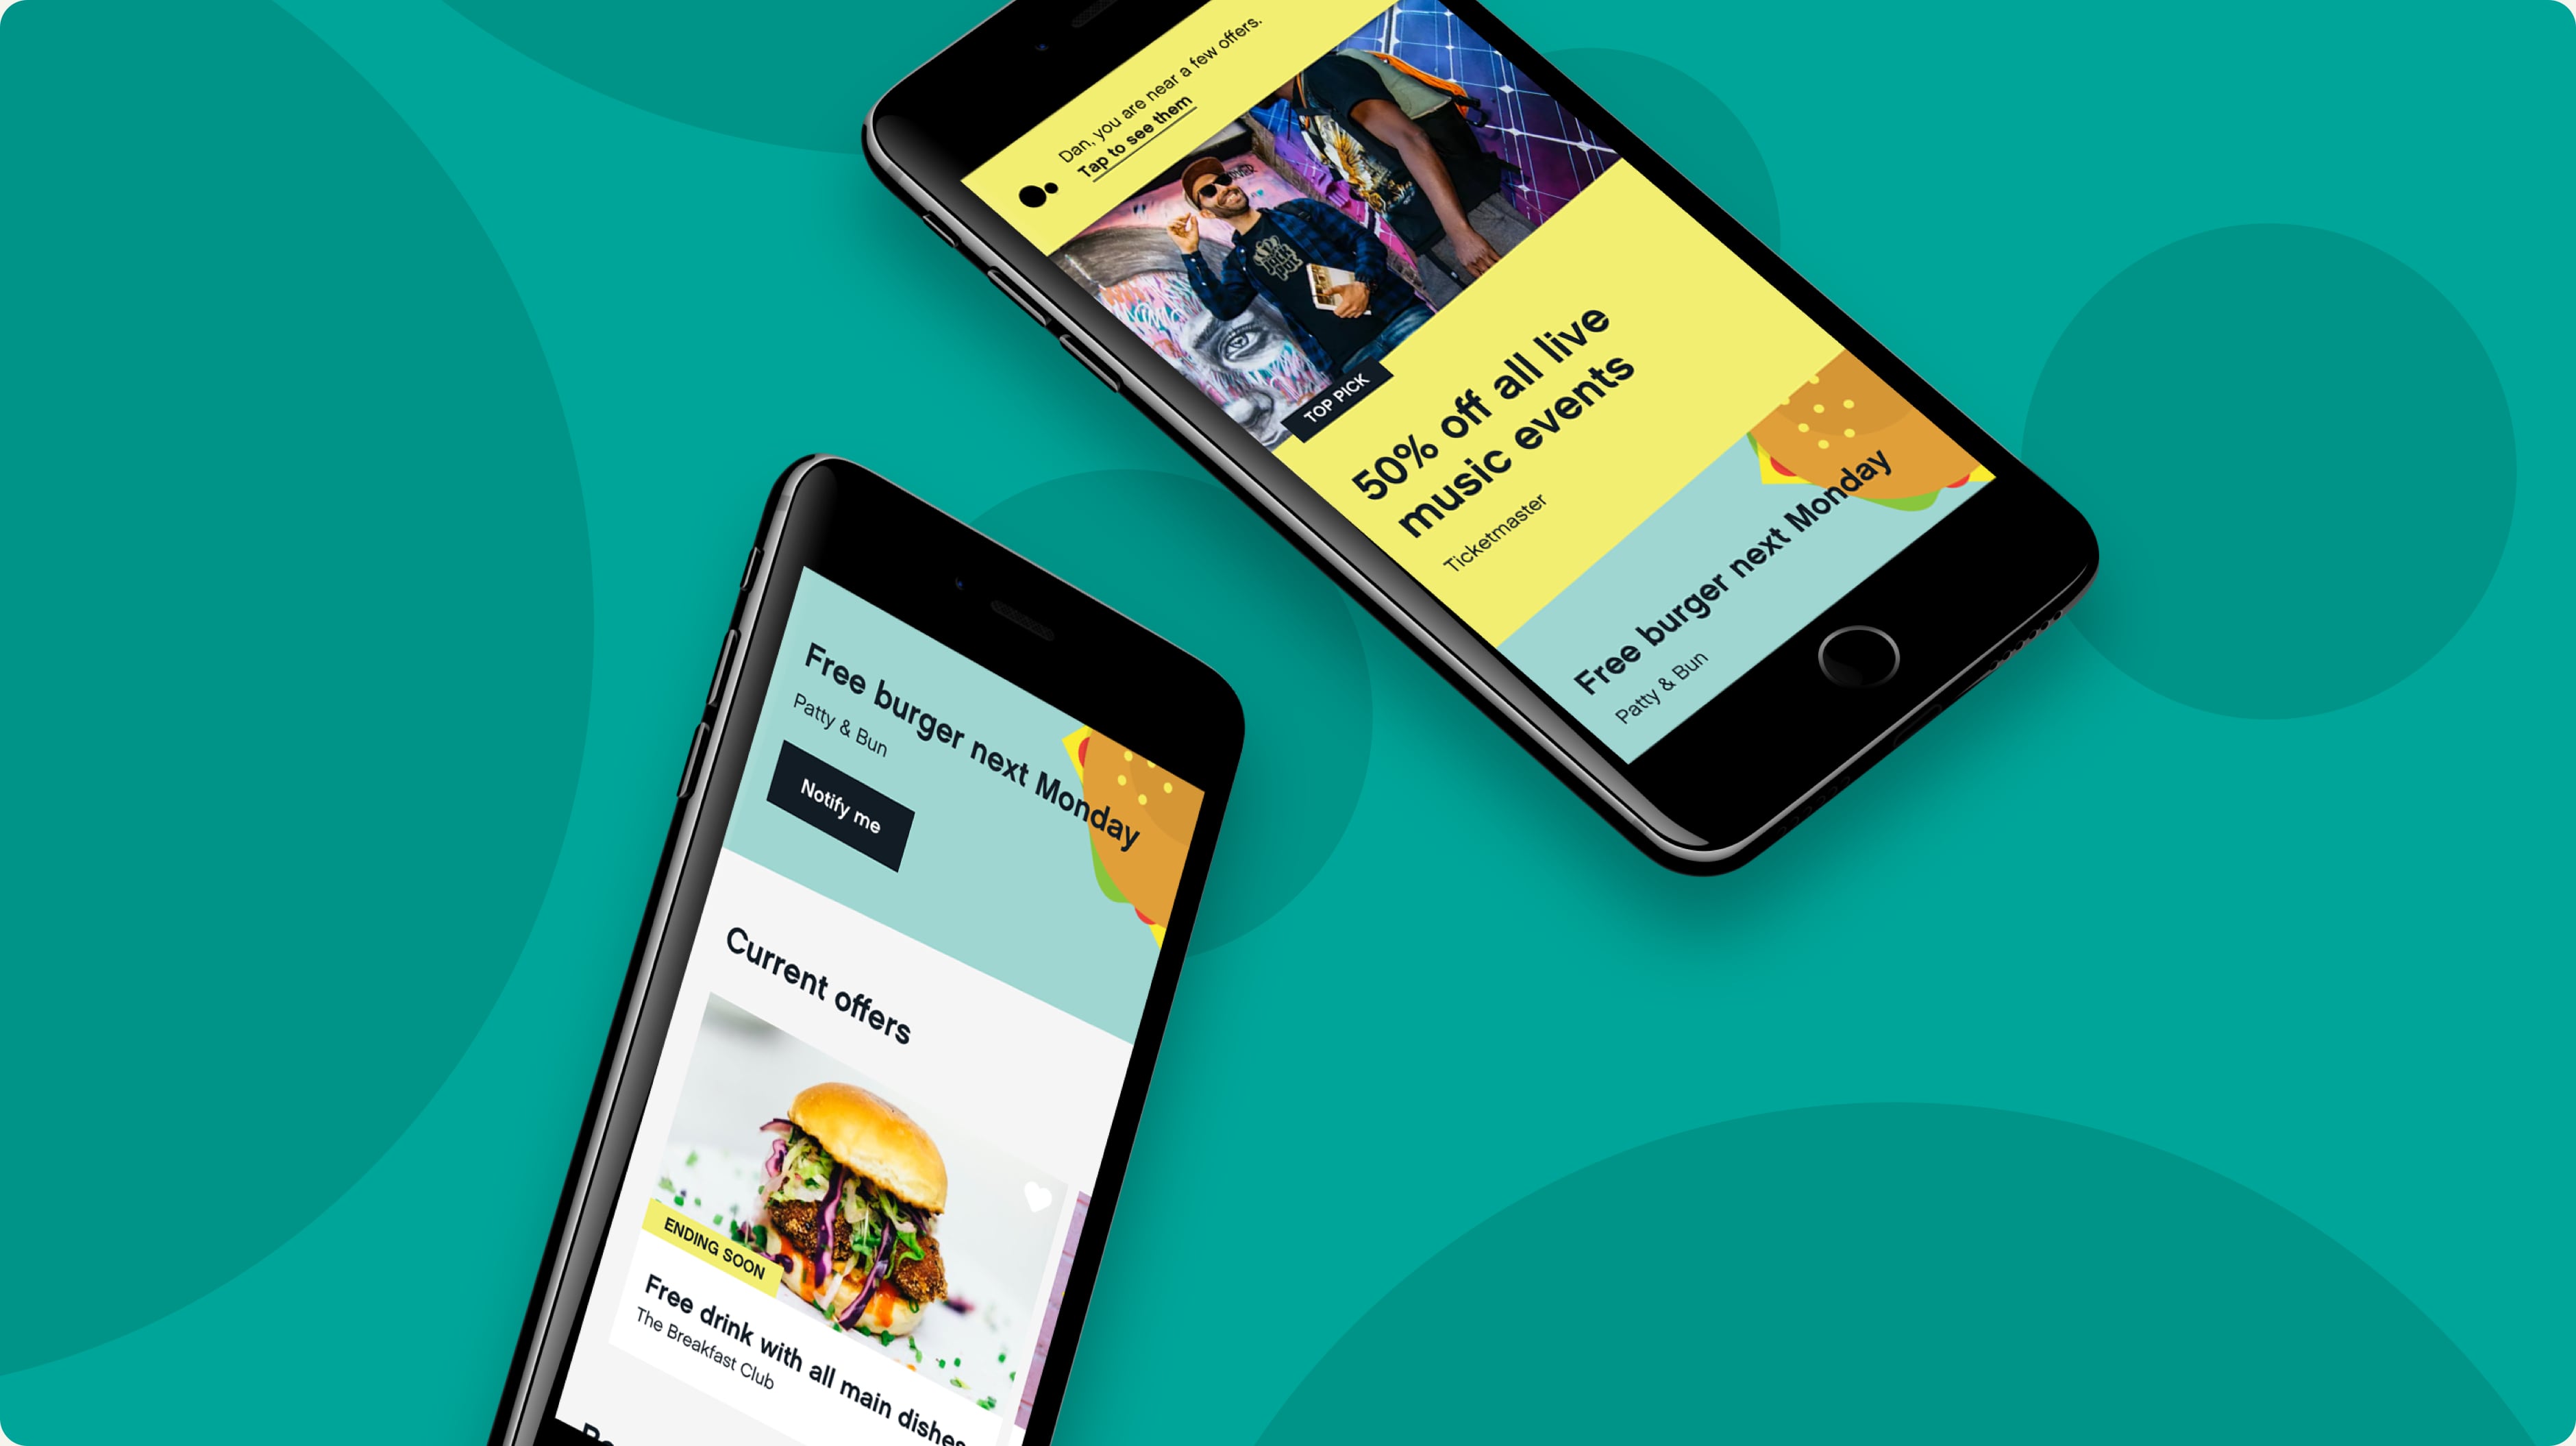 Dan, you are near a few offers.
Tap to see them
TOP PICK
50% off all live
music events
Ticketmaster
Free burger next Monday
Patty & Bun
Free burger next Monday
Patty & Bun
Notify me
Current offers
ENDING SOON
Free drink with all main dishes
The Breakfast Club